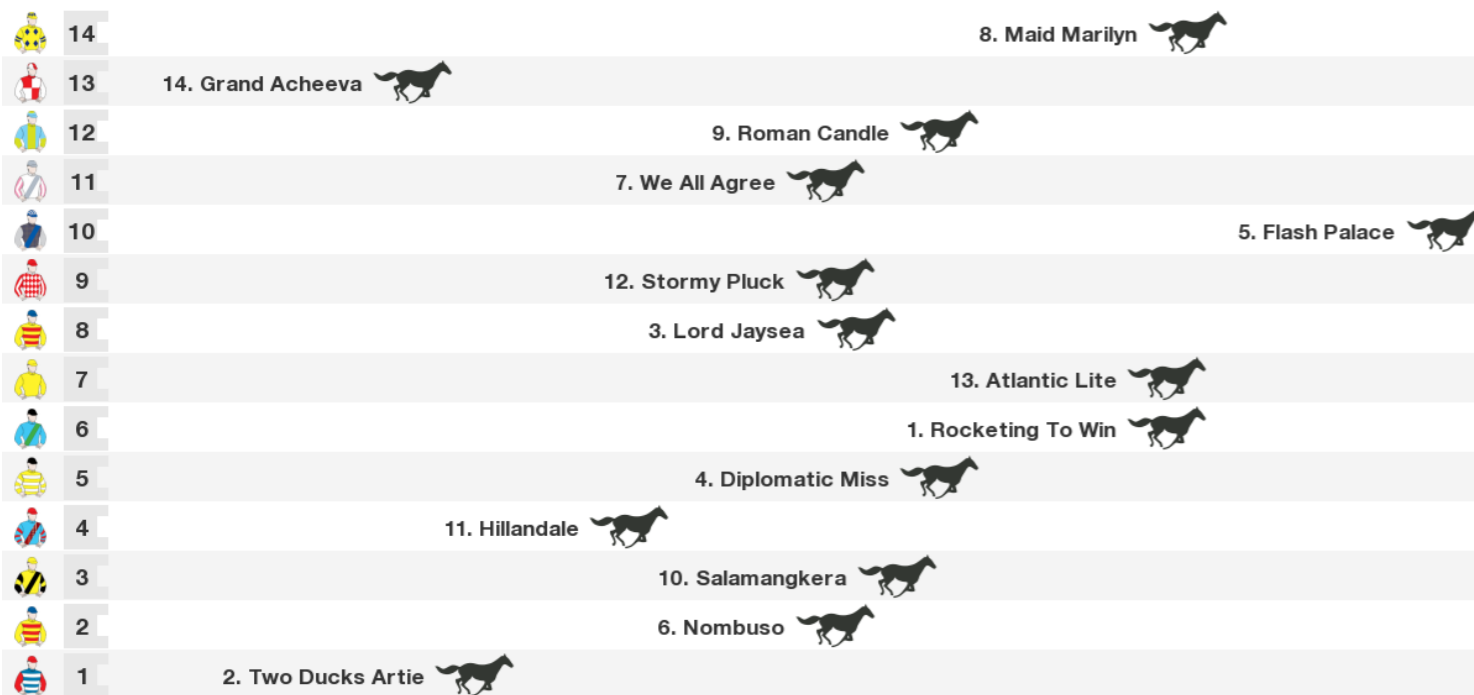 14 8. Maid Marilyn
13 14. Grand Acheeva
12 9. Roman Candle
11 7. We All Agree
10 5. Flash Palace
9 12. Stormy Pluck
8 3. Lord Jaysea
7 13. Atlantic Lite
6 1. Rocketing To Win
5 4. Diplomatic Miss
4 11. Hillandale
3 10. Salamangkera
2 6. Nombuso
1 2. Two Ducks Artie